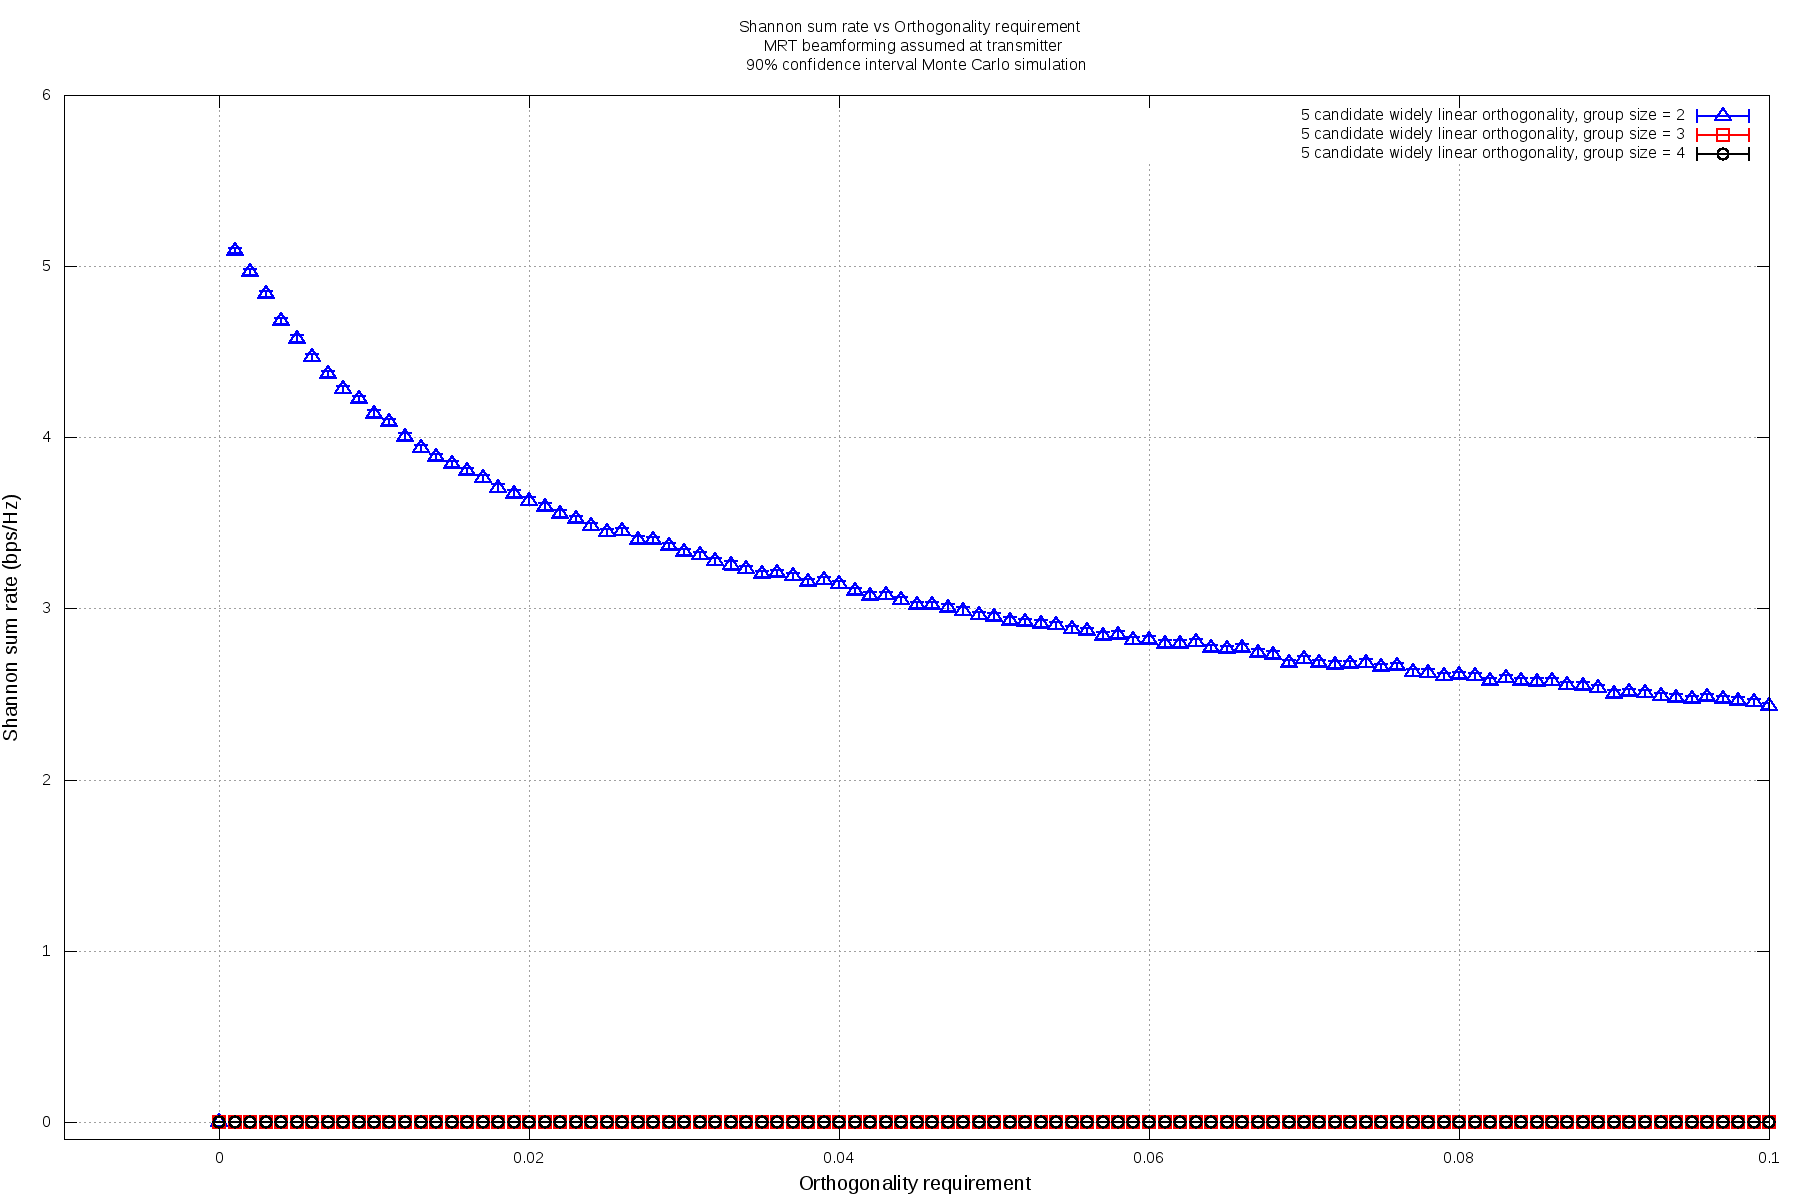 Shannon sum rate vs Orthogonality requirement
MRT beamforming assumed at transmitter
90% confidence interval Monte Carlo simulation
5 candidate widely linear orthogonality, group size = 2
5 candidate widely linear orthogonality, group size = 3
5 candidate widely linear orthogonality, group size = 4
Shannon sum rate (bps/Hz)
6
5
4
3
2
1
0
0 0.02 0.04 0.06 0.08 0.1
Orthogonality requirement